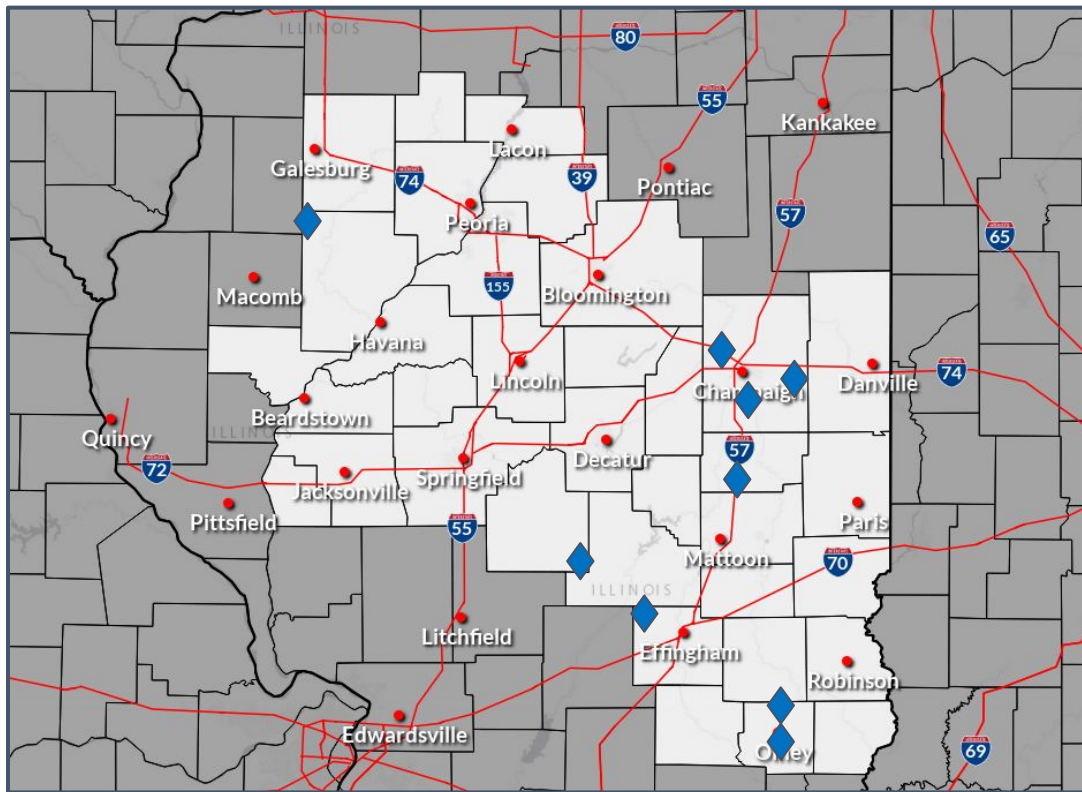 ILLINOIS
80
55
Kankakee
Lacon
Galesburg
74
39
Pontiac
Peoria
57
65
Macomb
155
Bloomington
Havana
Lincoln
Champaign
Danville
74
Beardstown
Quincy
ILLINOIS
Decatur
57
72
Jacksonville
Springfield
Pittsfield
55
Paris
Mattoon
70
ILLINOIS
Litchfield
Effingham
Robinson
Edwardsville
Olney
69